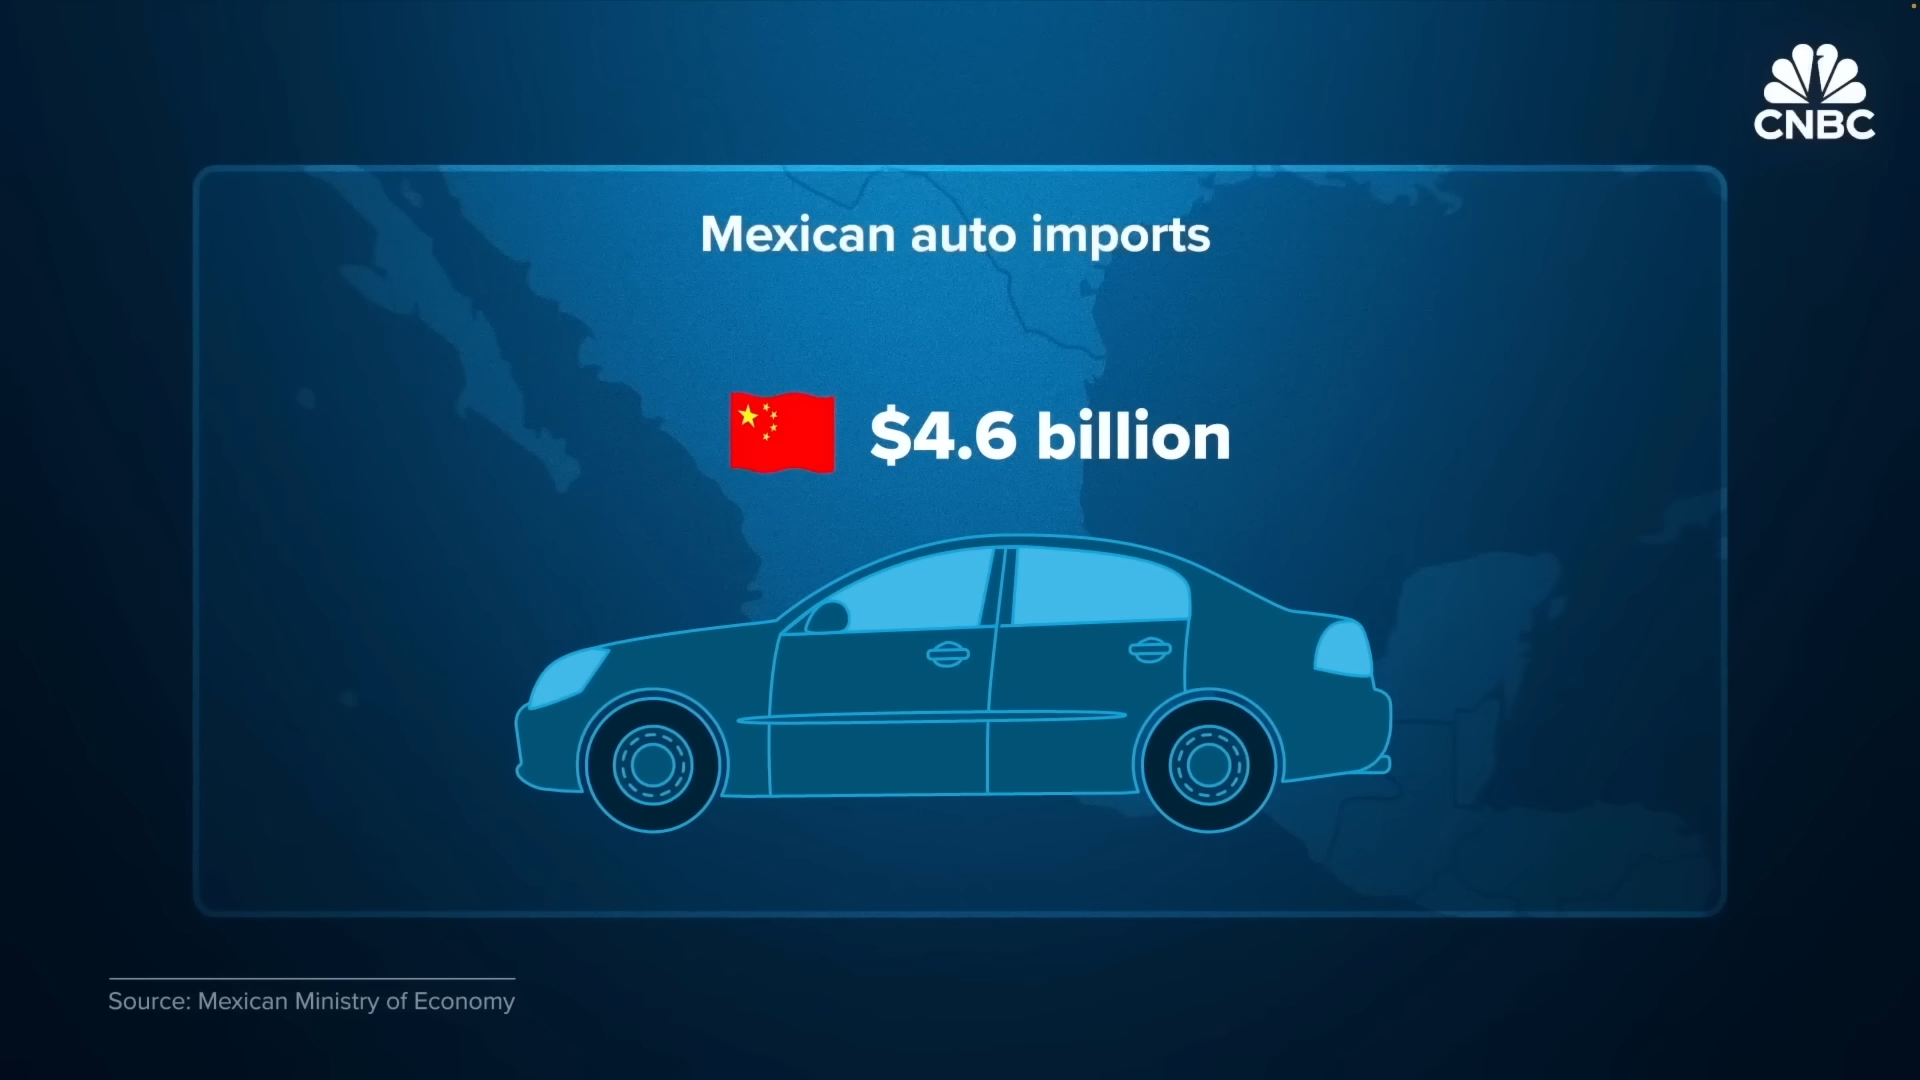 CNBC
Mexican auto imports
$4.6 billion
Source: Mexican Ministry of Economy